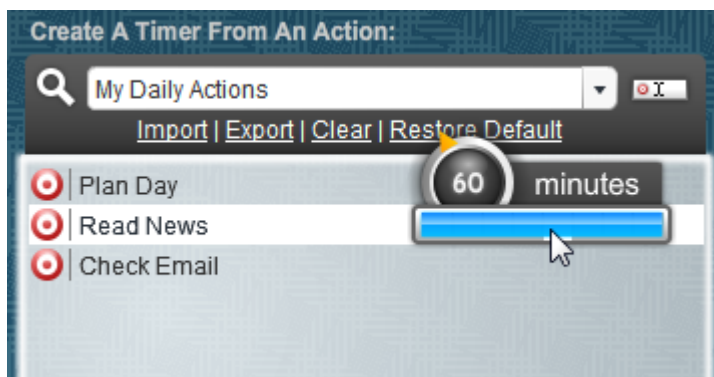 Create A Timer From An Action:
My Daily Actions
Import | Export | Clear | Restore Default
60 minutes
Plan Day
Read News
Check Email